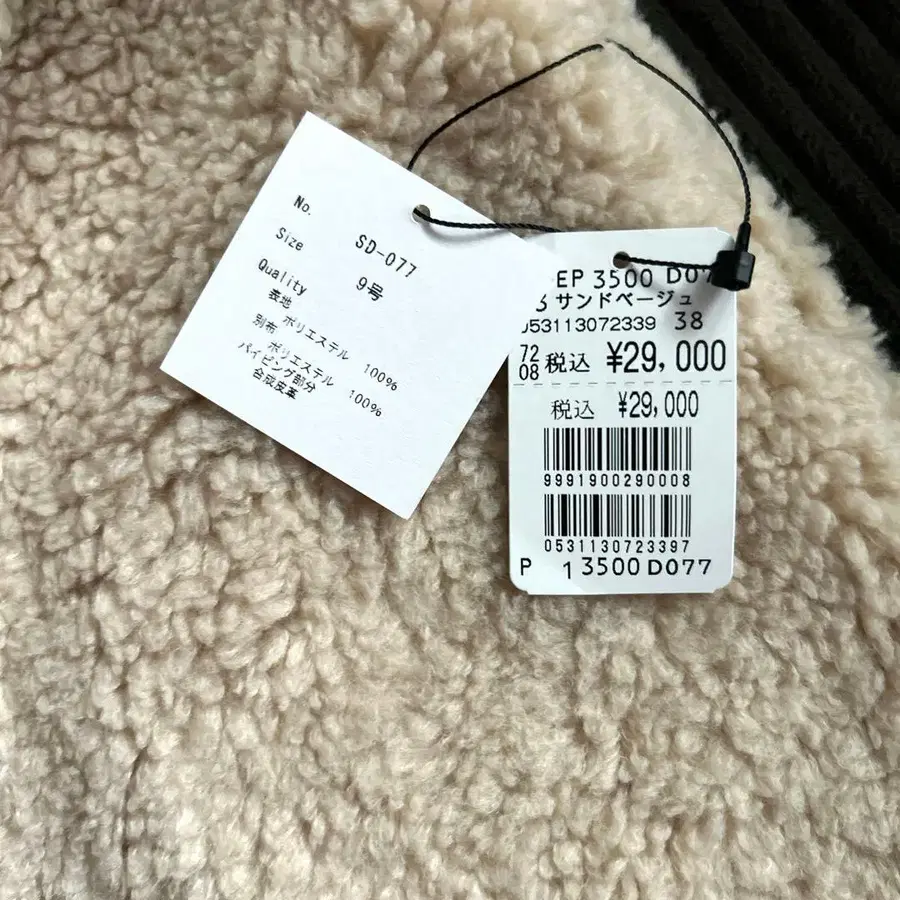 No. SD-077
Size 9号
Quality
表地
ポリエステル 100%
別布
ポリエステル 100%
パイピング部分
合成皮革
EP 3500 D07
サンドベージュ
053113072339 38
72 08 税込 ¥29,000
税込 ¥29,000
9991900290008
0531130723397
P 1 3500 D077